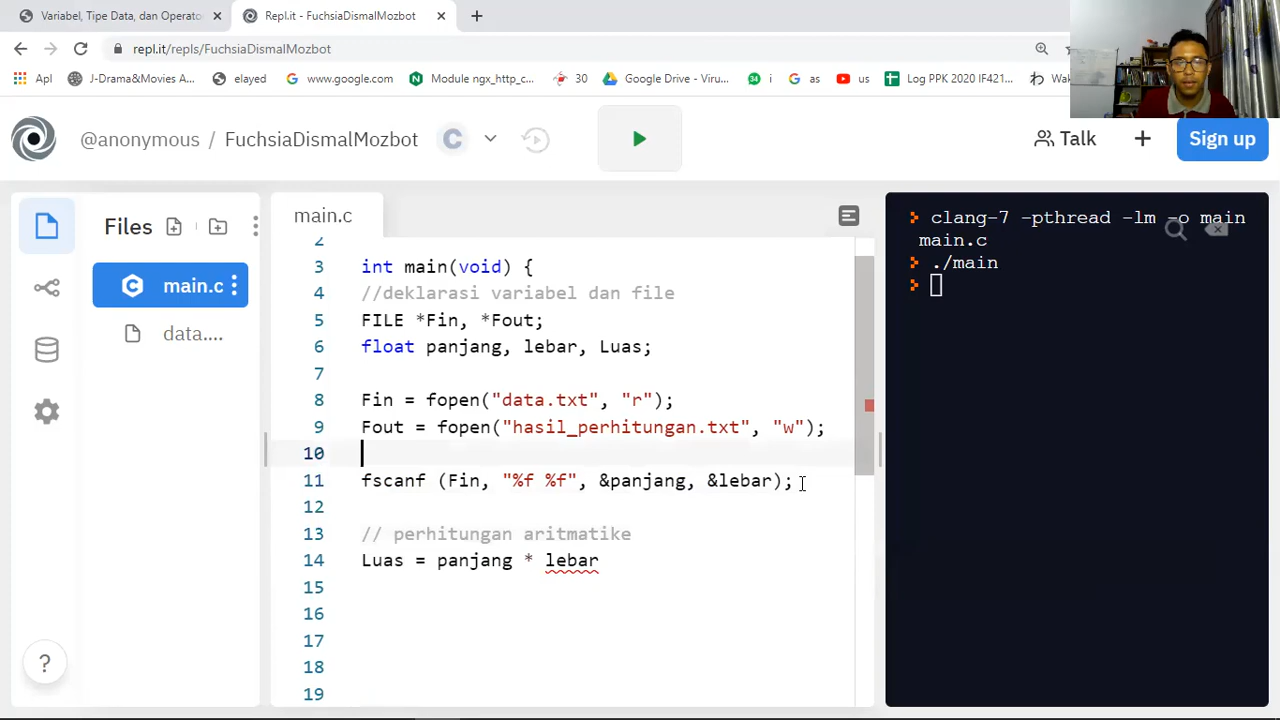 Variabel, Tipe Data, dan Operato
Repl.it - FuchsiaDismalMozbot
repl.it/repls/FuchsiaDismalMozbot
Apl
J-Drama&Movies A...
elayed
www.google.com
Module ngx_http_c...
30
Google Drive - Viru...
34
i
as
us
Log PPK 2020 IF421...
Wak
@anonymous / FuchsiaDismalMozbot
C
Talk
Sign up
Files
main.c
data....
main.c
2
3 int main(void) {
4 //deklarasi variabel dan file
5 FILE *Fin, *Fout;
6 float panjang, lebar, Luas;
7
8 Fin = fopen("data.txt", "r");
9 Fout = fopen("hasil_perhitungan.txt", "w");
10
11 fscanf (Fin, "%f %f", &panjang, &lebar);
12
13 // perhitungan aritmatike
14 Luas = panjang * lebar
15
16
17
18
19
?
clang-7 -pthread -lm -o main
main.c
./main